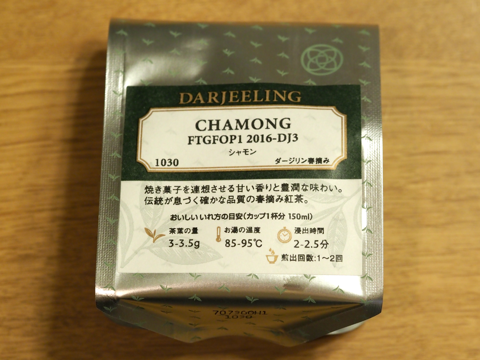 DARJEELING
CHAMONG
FTGFOP1 2016-DJ3
シャモン
1030 ダージリン春摘み
焼き菓子を連想させる甘い香りと豊潤な味わい。
伝統が息づく確かな品質の春摘み紅茶。
おいしいいれ方の目安(カップ1杯分 150ml)
茶葉の量 お湯の温度 浸出時間
3-3.5g 85-95℃ 2-2.5分
煎出回数:1~2回